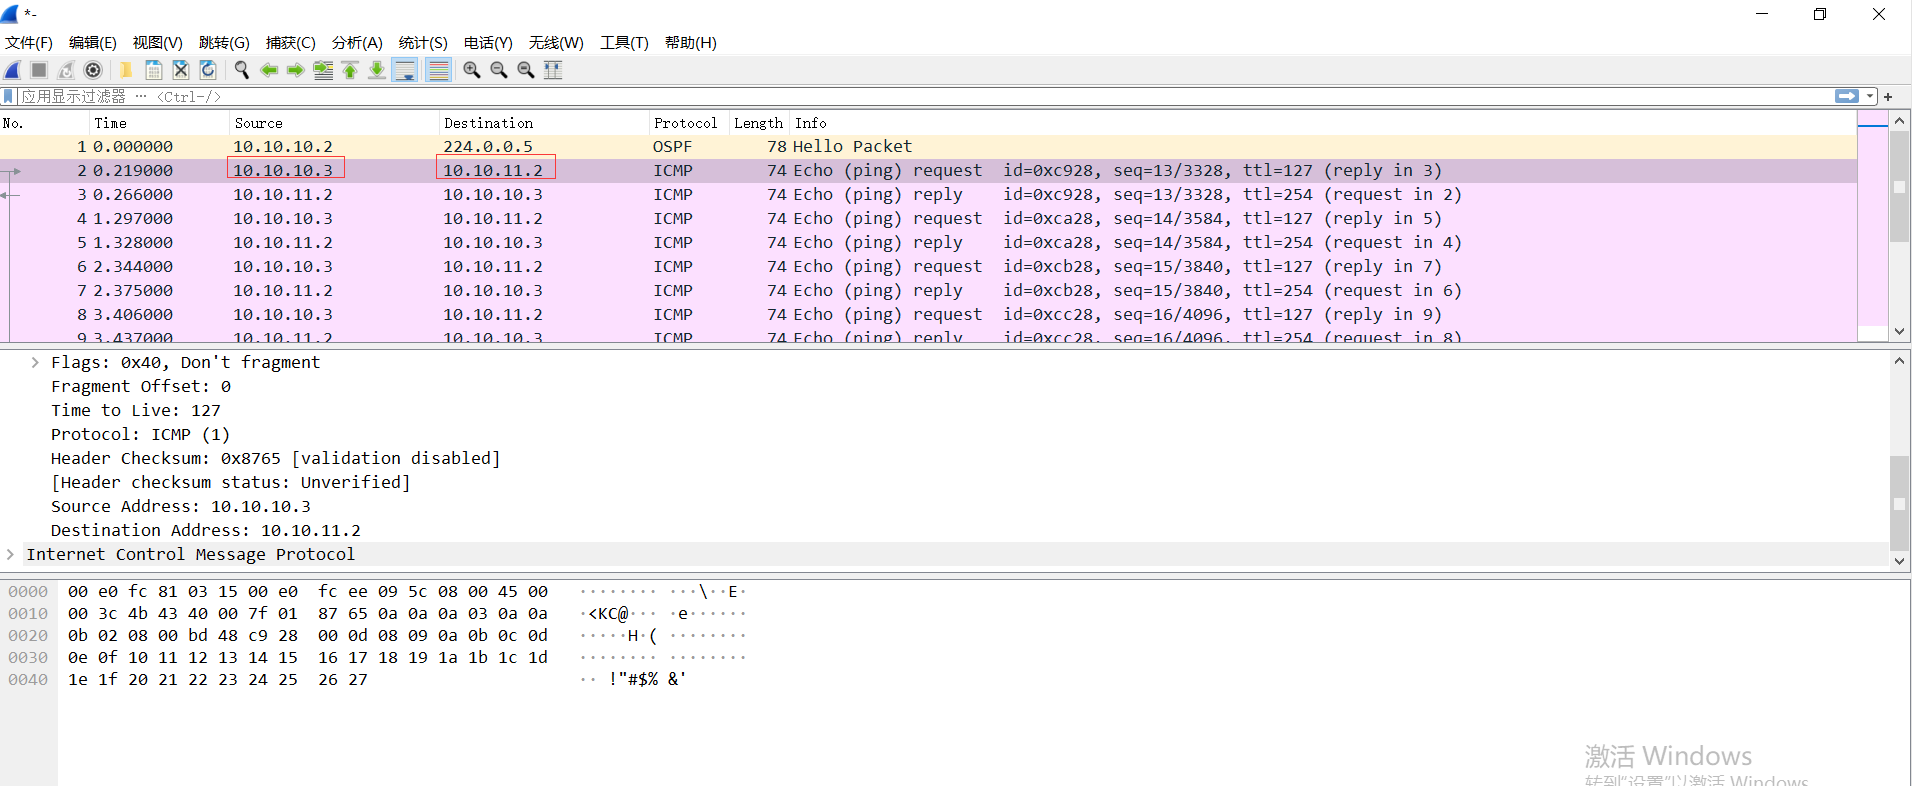 *-
文件(F) 编辑(E) 视图(V) 跳转(G) 捕获(C) 分析(A) 统计(S) 电话(Y) 无线(W) 工具(T) 帮助(H)
应用显示过滤器 … <Ctrl-/>
No. Time Source Destination Protocol Length Info
1 0.000000 10.10.10.2 224.0.0.5 OSPF 78 Hello Packet
2 0.219000 10.10.10.3 10.10.11.2 ICMP 74 Echo (ping) request id=0xc928, seq=13/3328, ttl=127 (reply in 3)
3 0.266000 10.10.11.2 10.10.10.3 ICMP 74 Echo (ping) reply id=0xc928, seq=13/3328, ttl=254 (request in 2)
4 1.297000 10.10.10.3 10.10.11.2 ICMP 74 Echo (ping) request id=0xca28, seq=14/3584, ttl=127 (reply in 5)
5 1.328000 10.10.11.2 10.10.10.3 ICMP 74 Echo (ping) reply id=0xca28, seq=14/3584, ttl=254 (request in 4)
6 2.344000 10.10.10.3 10.10.11.2 ICMP 74 Echo (ping) request id=0xcb28, seq=15/3840, ttl=127 (reply in 7)
7 2.375000 10.10.11.2 10.10.10.3 ICMP 74 Echo (ping) reply id=0xcb28, seq=15/3840, ttl=254 (request in 6)
8 3.406000 10.10.10.3 10.10.11.2 ICMP 74 Echo (ping) request id=0xcc28, seq=16/4096, ttl=127 (reply in 9)
9 3.437000 10.10.11.2 10.10.10.3 ICMP 74 Echo (ping) reply id=0xcc28, seq=16/4096, ttl=254 (request in 8)
Flags: 0x40, Don't fragment
Fragment Offset: 0
Time to Live: 127
Protocol: ICMP (1)
Header Checksum: 0x8765 [validation disabled]
[Header checksum status: Unverified]
Source Address: 10.10.10.3
Destination Address: 10.10.11.2
Internet Control Message Protocol
0000 00 e0 fc 81 03 15 00 e0 fc ee 09 5c 08 00 45 00 ········ ···\··E·
0010 00 3c 4b 43 40 00 7f 01 87 65 0a 0a 0a 03 0a 0a ·<KC@··· ·e······
0020 0b 02 08 00 bd 48 c9 28 00 0d 08 09 0a 0b 0c 0d ·····H·( ········
0030 0e 0f 10 11 12 13 14 15 16 17 18 19 1a 1b 1c 1d ········ ········
0040 1e 1f 20 21 22 23 24 25 26 27 ·· !"#$% &'
激活 Windows
转到“设置”以激活 Windows